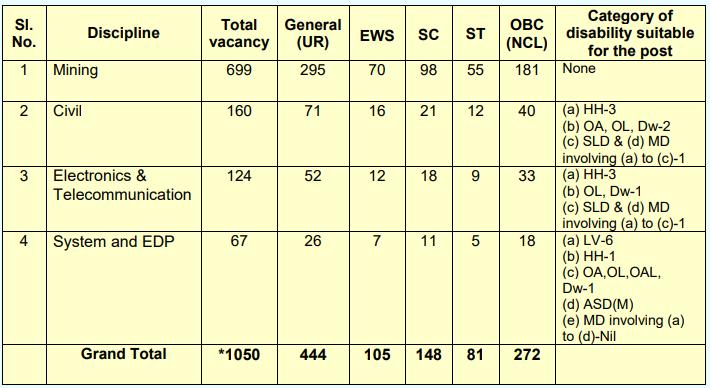 Sl. No. | Discipline | Total vacancy | General (UR) | EWS | SC | ST | OBC (NCL) | Category of disability suitable for the post
1 | Mining | 699 | 295 | 70 | 98 | 55 | 181 | None
2 | Civil | 160 | 71 | 16 | 21 | 12 | 40 | (a) HH-3
(b) OA, OL, Dw-2
(c) SLD & (d) MD
involving (a) to (c)-1
3 | Electronics & Telecommunication | 124 | 52 | 12 | 18 | 9 | 33 | (a) HH-3
(b) OL, Dw-1
(c) SLD & (d) MD
involving (a) to (c)-1
4 | System and EDP | 67 | 26 | 7 | 11 | 5 | 18 | (a) LV-6
(b) HH-1
(c) OA,OL,OAL,
Dw-1
(d) ASD(M)
(e) MD involving (a)
to (d)-Nil
Grand Total | *1050 | 444 | 105 | 148 | 81 | 272